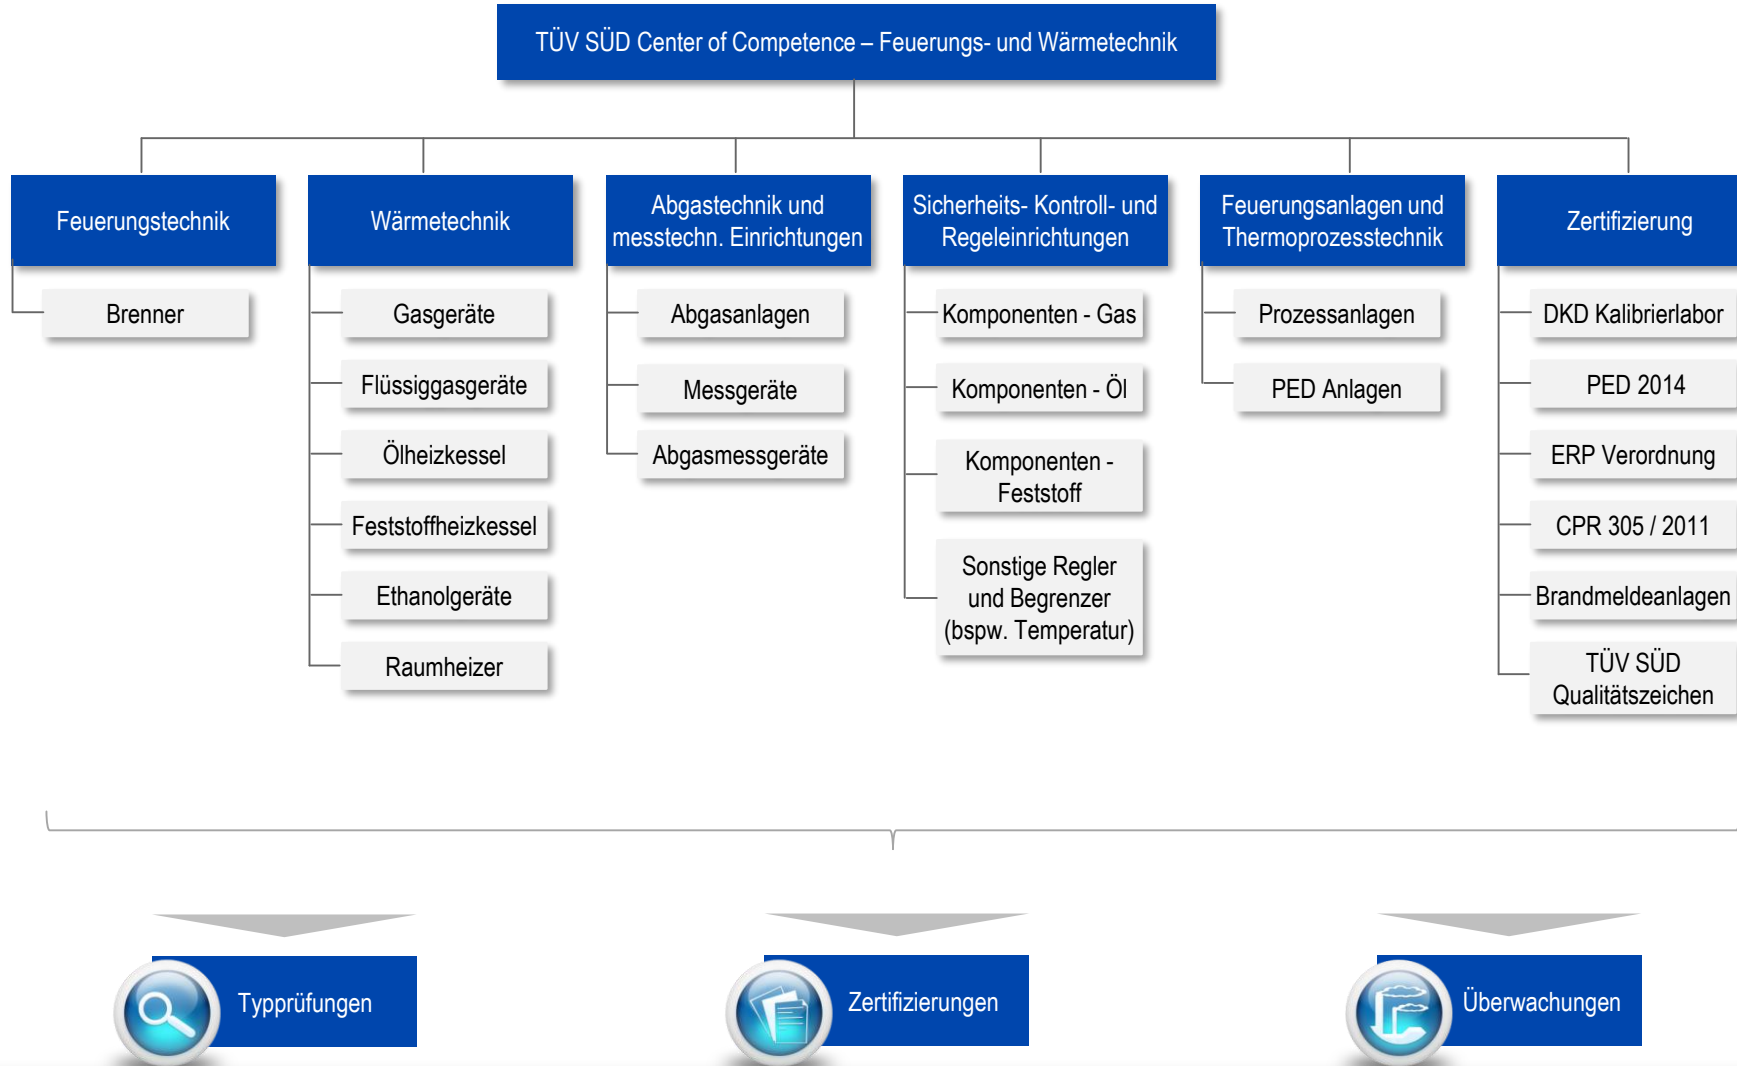 TÜV SÜD Center of Competence – Feuerungs- und Wärmetechnik
Feuerungstechnik
Brenner
Wärmetechnik
Gasgeräte
Flüssiggasgeräte
Ölheizkessel
Feststoffheizkessel
Ethanolgeräte
Raumheizer
Abgastechnik und
messtechn. Einrichtungen
Abgasanlagen
Messgeräte
Abgasmessgeräte
Sicherheits- Kontroll- und
Regeleinrichtungen
Komponenten - Gas
Komponenten - Öl
Komponenten -
Feststoff
Sonstige Regler
und Begrenzer
(bspw. Temperatur)
Feuerungsanlagen und
Thermoprozesstechnik
Prozessanlagen
PED Anlagen
Zertifizierung
DKD Kalibrierlabor
PED 2014
ERP Verordnung
CPR 305 / 2011
Brandmeldeanlagen
TÜV SÜD
Qualitätszeichen
Typprüfungen
Zertifizierungen
Überwachungen